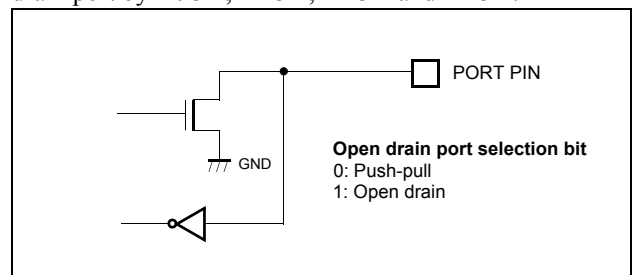 PORT PIN
GND
Open drain port selection bit
0: Push-pull
1: Open drain